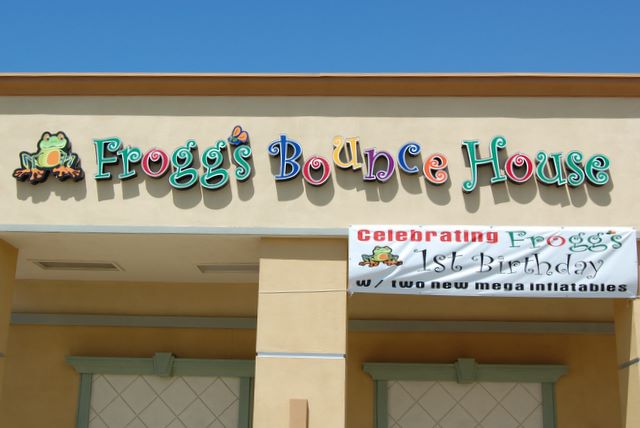 Frogg's Bounce House
Celebrating Frogg's
1st Birthday
w/ two new mega inflatables